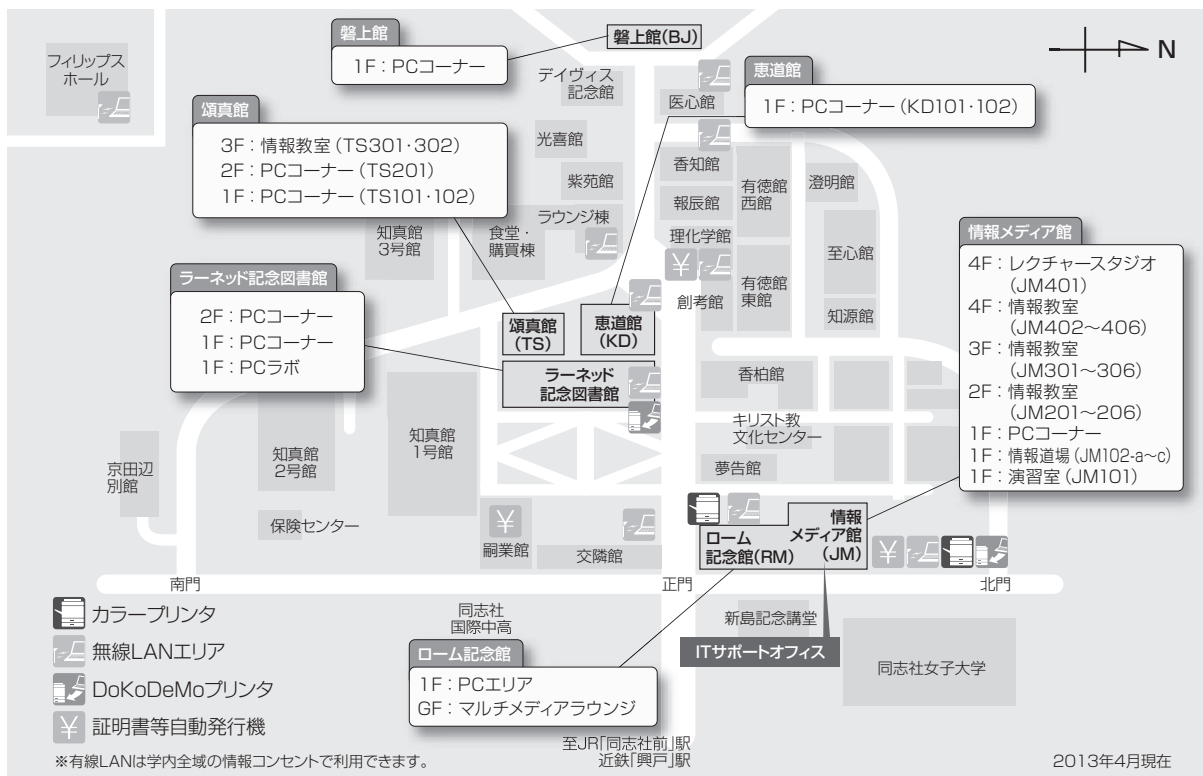 磐上館
1F：PCコーナー
磐上館(BJ)
N
フィリップス
ホール
デイヴィス
記念館
医心館
恵道館
1F：PCコーナー（KD101・102）
頌真館
3F：情報教室（TS301・302）
2F：PCコーナー（TS201）
1F：PCコーナー（TS101・102）
光喜館
紫苑館
ラウンジ棟
香知館
報辰館
理化学館
有徳館
西館
澄明館
知真館
3号館
食堂・
購買棟
¥
創考館
有徳館
東館
至心館
知源館
情報メディア館
4F：レクチャースタジオ
(JM401)
4F：情報教室
(JM402～406)
3F：情報教室
(JM301～306)
2F：情報教室
(JM201～206)
1F：PCコーナー
1F：情報道場（JM102-a～c）
1F：演習室（JM101）
ラーネッド記念図書館
2F：PCコーナー
1F：PCコーナー
1F：PCラボ
頌真館
(TS)
恵道館
(KD)
ラーネッド
記念図書館
香柏館
キリスト教
文化センター
夢告館
京田辺
別館
知真館
2号館
知真館
1号館
保険センター
¥
嗣業館
交隣館
ローム
記念館(RM)
情報
メディア館
(JM)
¥
南門
正門
北門
カラープリンタ
無線LANエリア
DoKoDeMoプリンタ
¥
証明書等自動発行機
同志社
国際中高
新島記念講堂
ITサポートオフィス
同志社女子大学
ローム記念館
1F：PCエリア
GF：マルチメディアラウンジ
至JR「同志社前」駅
近鉄「興戸」駅
※有線LANは学内全域の情報コンセントで利用できます。
2013年4月現在